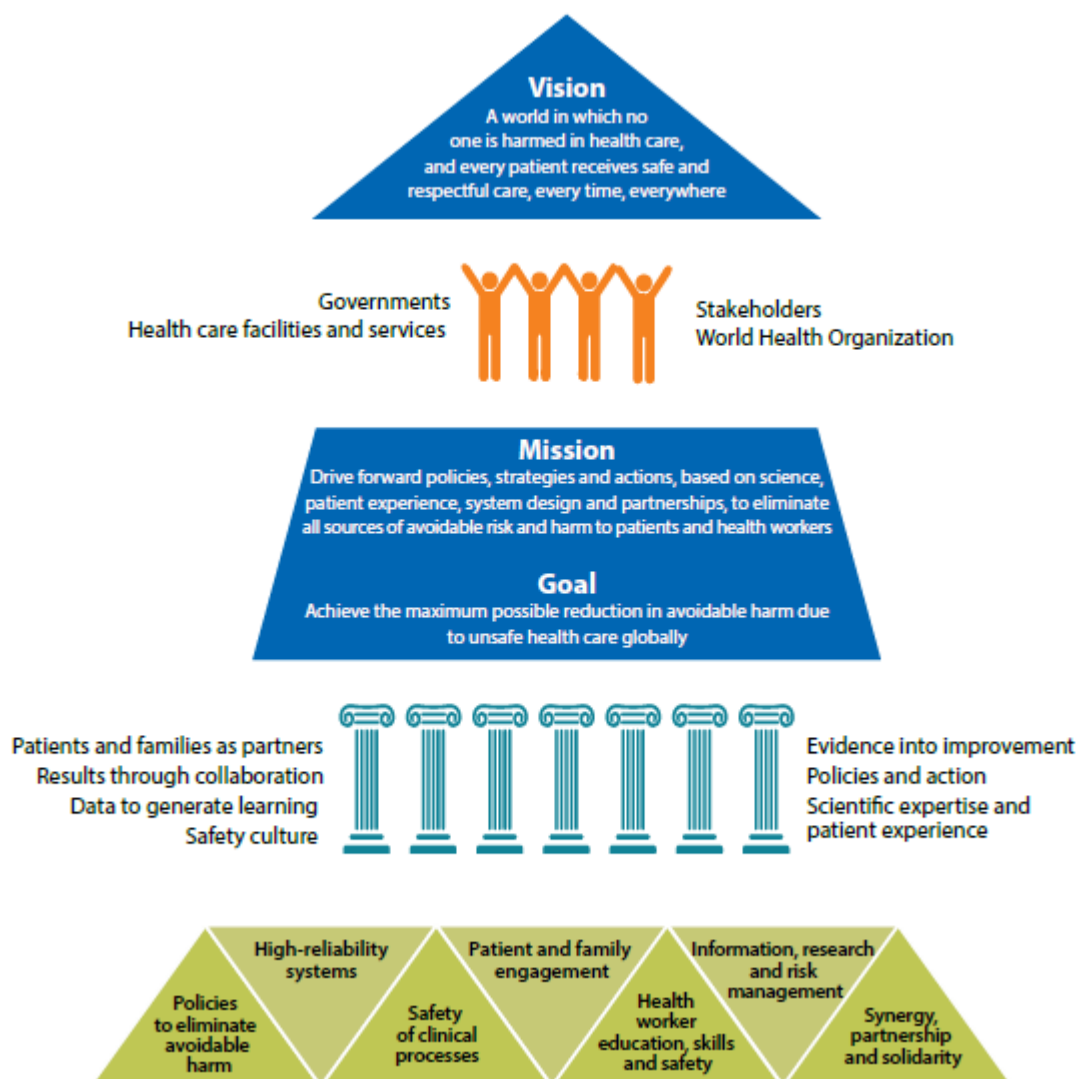 Vision
A world in which no
one is harmed in health care,
and every patient receives safe and
respectful care, every time, everywhere
Governments
Health care facilities and services
Stakeholders
World Health Organization
Mission
Drive forward policies, strategies and actions, based on science,
patient experience, system design and partnerships, to eliminate
all sources of avoidable risk and harm to patients and health workers
Goal
Achieve the maximum possible reduction in avoidable harm due
to unsafe health care globally
Patients and families as partners
Results through collaboration
Data to generate learning
Safety culture
Evidence into improvement
Policies and action
Scientific expertise and
patient experience
Policies
to eliminate
avoidable
harm
High-reliability
systems
Safety
of clinical
processes
Patient and family
engagement
Health
worker
education, skills
and safety
Information, research
and risk
management
Synergy,
partnership
and solidarity